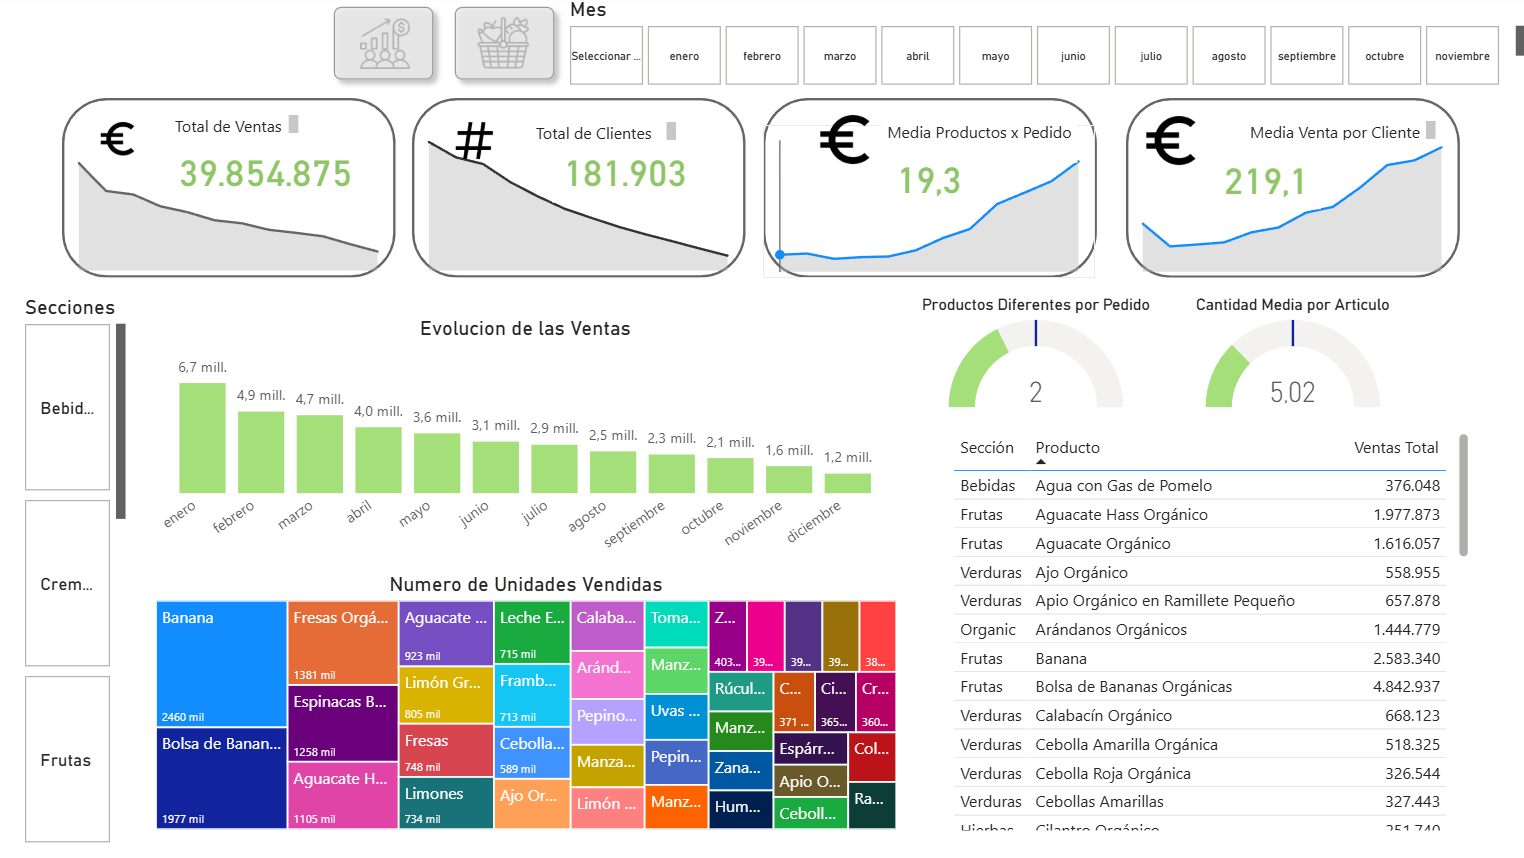 Mes
Seleccionar ...
enero
febrero
marzo
abril
mayo
junio
julio
agosto
septiembre
octubre
noviembre
€
Total de Ventas
39.854.875
#
Total de Clientes
181.903
€
Media Productos x Pedido
19,3
€
Media Venta por Cliente
219,1
Secciones
Bebid...
Crem...
Frutas
Evolucion de las Ventas
6,7 mill.
4,9 mill.
4,7 mill.
4,0 mill.
3,6 mill.
3,1 mill.
2,9 mill.
2,5 mill.
2,3 mill.
2,1 mill.
1,6 mill.
1,2 mill.
enero
febrero
marzo
abril
mayo
junio
julio
agosto
septiembre
octubre
noviembre
diciembre
Productos Diferentes por Pedido
2
Cantidad Media por Articulo
5,02
Numero de Unidades Vendidas
Banana
2460 mil
Bolsa de Banan...
1977 mil
Fresas Orgá...
1381 mil
Espinacas B...
1258 mil
Aguacate H...
1105 mil
Aguacate ...
923 mil
Limón Gr...
805 mil
Fresas
748 mil
Limones
734 mil
Leche E...
715 mil
Framb...
713 mil
Cebolla...
589 mil
Ajo Or...
Calaba...
Aránd...
Pepino...
Manza...
Limón ...
Toma...
Manz...
Uvas ...
Pepin...
Manz...
Z...
403...
39...
39...
39...
38...
Rúcul...
Manz...
Zana...
Hum...
C...
371 ...
Ci...
365...
Cr...
360...
Espárr...
Apio O...
Ceboll...
Col...
Ra...
Sección Producto Ventas Total
Bebidas Agua con Gas de Pomelo 376.048
Frutas Aguacate Hass Orgánico 1.977.873
Frutas Aguacate Orgánico 1.616.057
Verduras Ajo Orgánico 558.955
Verduras Apio Orgánico en Ramillete Pequeño 657.878
Organic Arándanos Orgánicos 1.444.779
Frutas Banana 2.583.340
Frutas Bolsa de Bananas Orgánicas 4.842.937
Verduras Calabacín Orgánico 668.123
Verduras Cebolla Amarilla Orgánica 518.325
Verduras Cebolla Roja Orgánica 326.544
Verduras Cebollas Amarillas 327.443
Hierbas Cilantro Orgánico 251.740